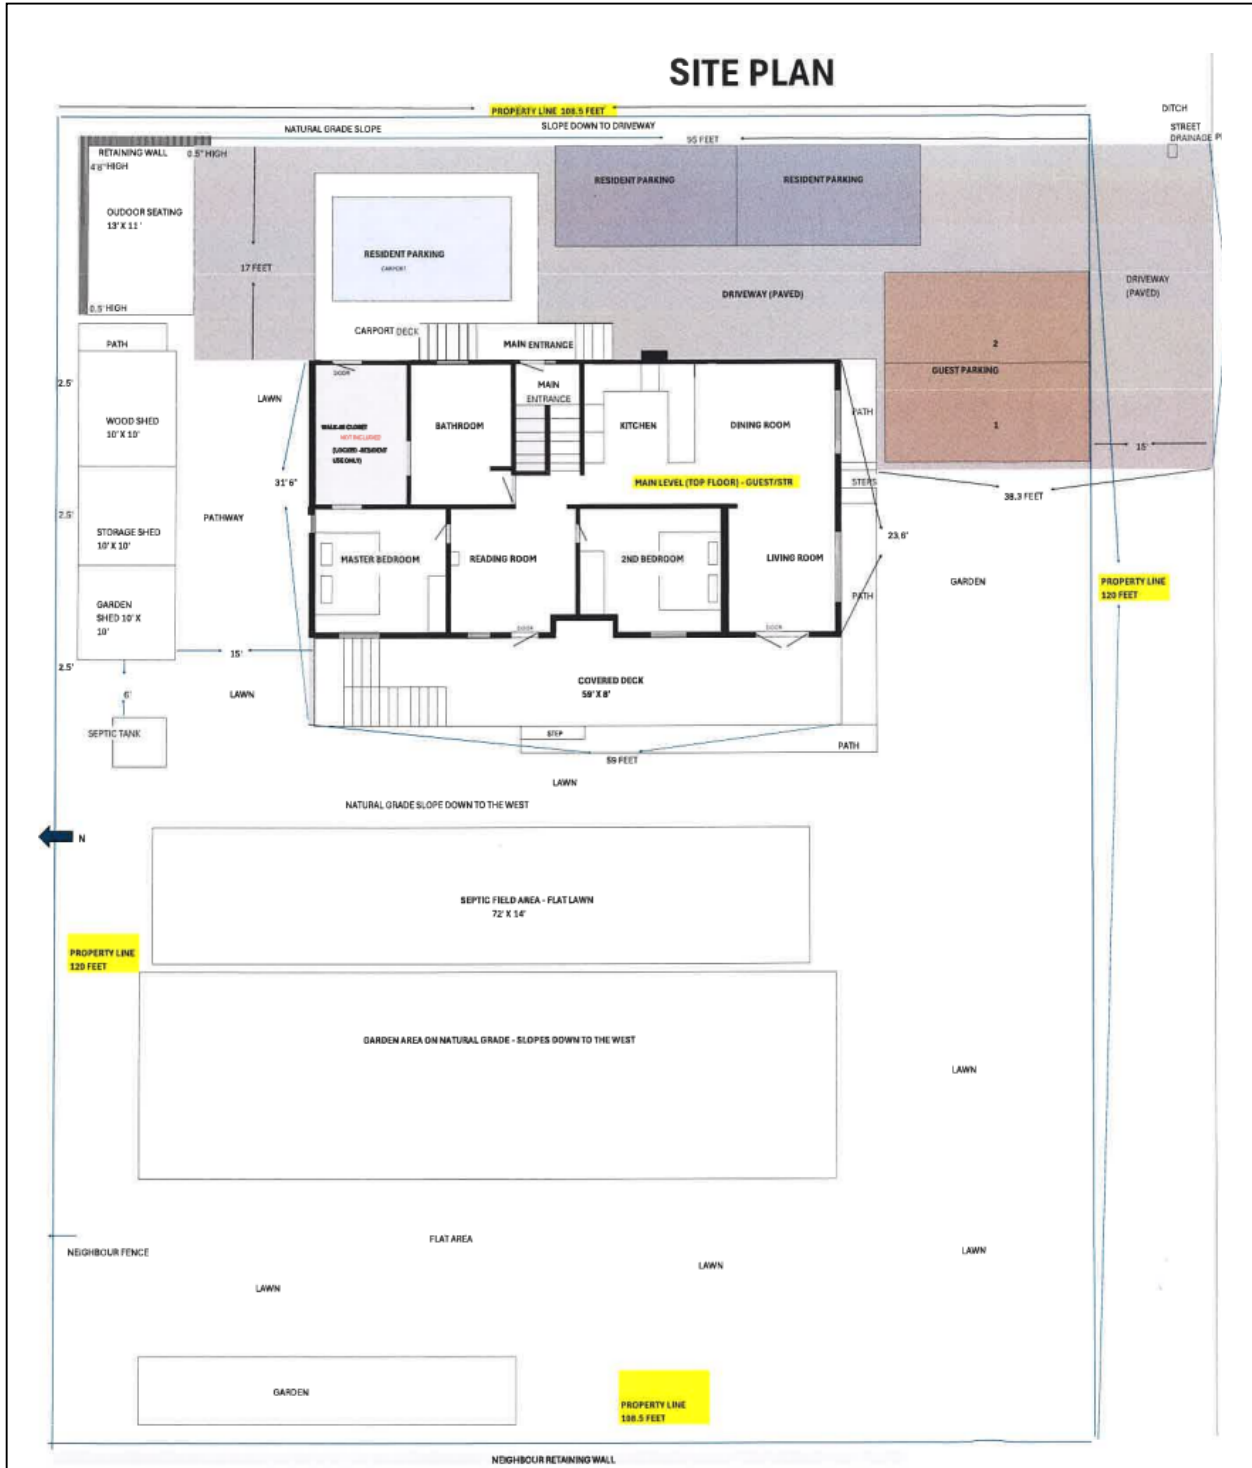 SITE PLAN
PROPERTY LINE 108.5 FEET
DITCH
NATURAL GRADE SLOPE
SLOPE DOWN TO DRIVEWAY
STREET
DRAINAGE
95 FEET
RETAINING WALL
0.5" HIGH
4'6" HIGH
RESIDENT PARKING
RESIDENT PARKING
OUDOOR SEATING
13' X 11'
RESIDENT PARKING
CARPORT
17 FEET
DRIVEWAY (PAVED)
DRIVEWAY
(PAVED)
0.5' HIGH
CARPORT DECK
MAIN ENTRANCE
PATH
2
GUEST PARKING
1
DOOR
MAIN
ENTRANCE
2.5'
LAWN
PATH
WOOD SHED
10' X 10'
WALK-IN CLOSET
NOT INCLUDED
(LOCKED - RESIDENT
USE ONLY)
BATHROOM
KITCHEN
DINING ROOM
15'
31' 6"
MAIN LEVEL (TOP FLOOR) - GUEST/STR
STEPS
38.3 FEET
2.5'
PATHWAY
STORAGE SHED
10' X 10'
23.6'
MASTER BEDROOM
READING ROOM
2ND BEDROOM
LIVING ROOM
GARDEN
PROPERTY LINE
120 FEET
GARDEN
SHED 10' X
10'
PATH
DOOR
DOOR
2.5'
15'
COVERED DECK
59' X 8'
6'
LAWN
SEPTIC TANK
STEP
PATH
59 FEET
LAWN
NATURAL GRADE SLOPE DOWN TO THE WEST
N
SEPTIC FIELD AREA - FLAT LAWN
72' X 14'
PROPERTY LINE
120 FEET
GARDEN AREA ON NATURAL GRADE - SLOPES DOWN TO THE WEST
LAWN
FLAT AREA
NEIGHBOUR FENCE
LAWN
LAWN
LAWN
GARDEN
PROPERTY LINE
108.5 FEET
NEIGHBOUR RETAINING WALL